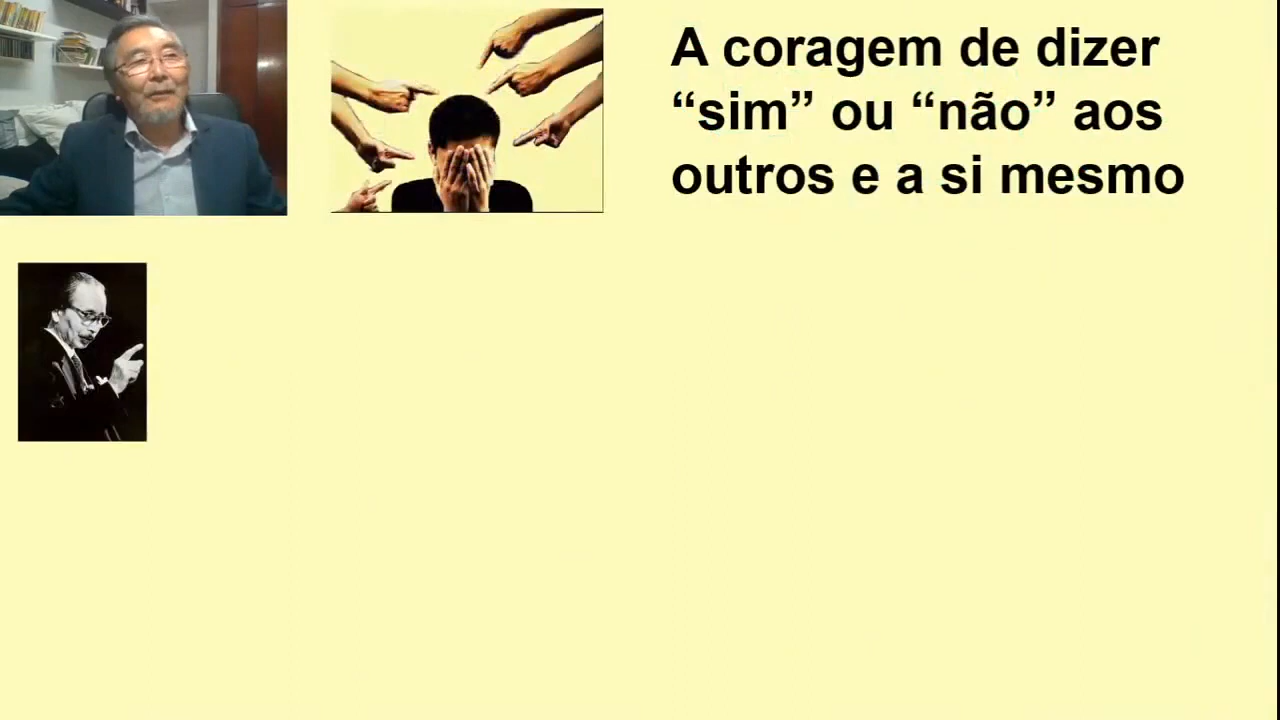 A coragem de dizer
“sim” ou “não” aos
outros e a si mesmo